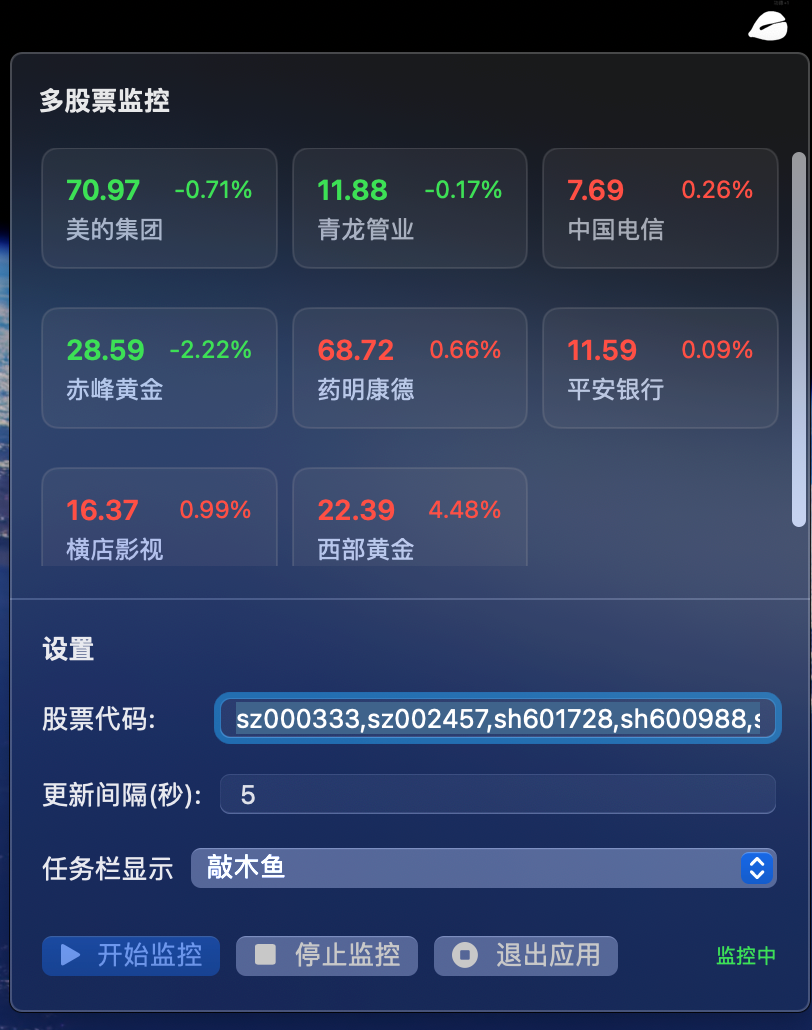 多股票监控
70.97 -0.71%
美的集团
11.88 -0.17%
青龙管业
7.69 0.26%
中国电信
28.59 -2.22%
赤峰黄金
68.72 0.66%
药明康德
11.59 0.09%
平安银行
16.37 0.99%
横店影视
22.39 4.48%
西部黄金
设置
股票代码: sz000333,sz002457,sh601728,sh600988,s
更新间隔(秒): 5
任务栏显示 敲木鱼
开始监控 停止监控 退出应用 监控中